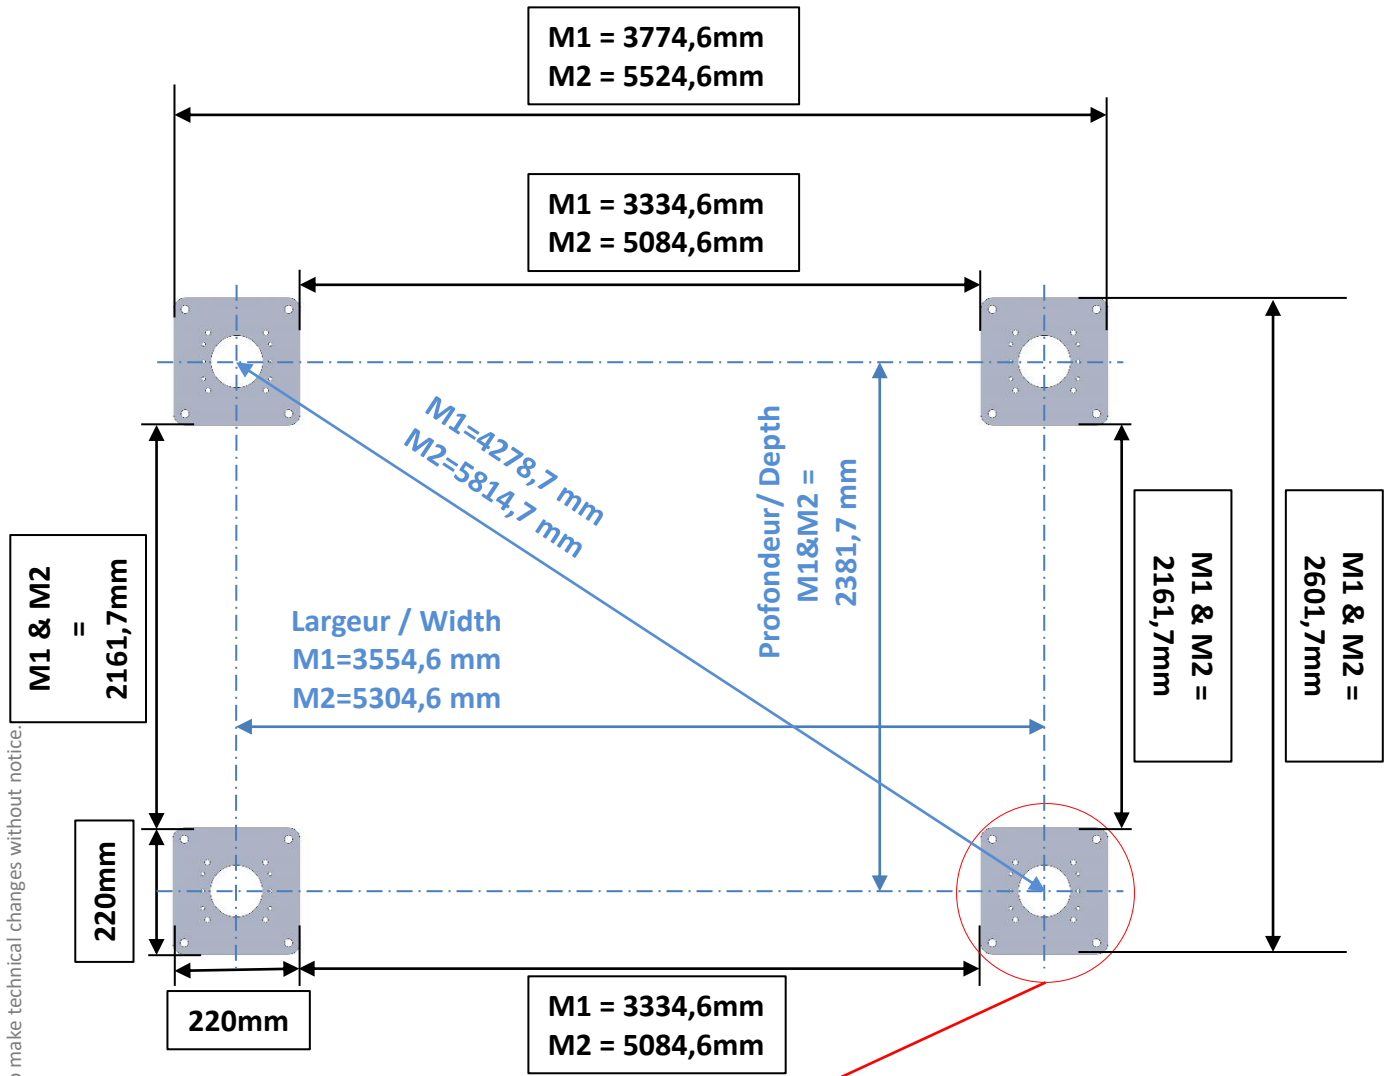 M1 = 3774,6mm
M2 = 5524,6mm
M1 = 3334,6mm
M2 = 5084,6mm
M1=4278,7 mm
M2=5814,7 mm
Profondeur/ Depth
M1&M2 =
2381,7 mm
Largeur / Width
M1=3554,6 mm
M2=5304,6 mm
M1 & M2
=
2161,7mm
M1 & M2 =
2161,7mm
M1 & M2 =
2601,7mm
220mm
220mm
M1 = 3334,6mm
M2 = 5084,6mm
make technical changes without notice.